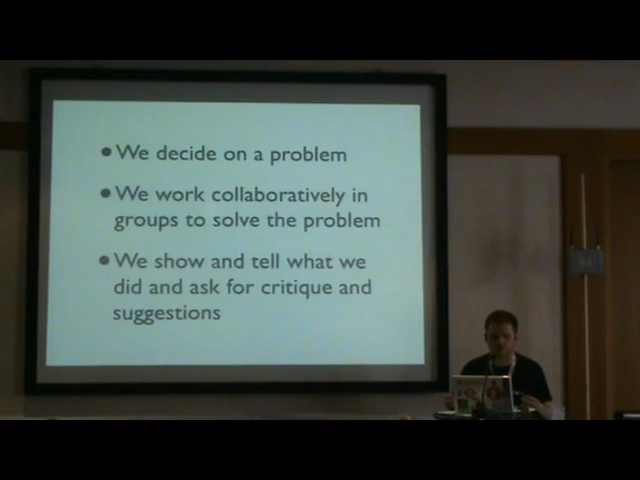 •We decide on a problem
•We work collaboratively in
groups to solve the problem
•We show and tell what we
did and ask for critique and
suggestions